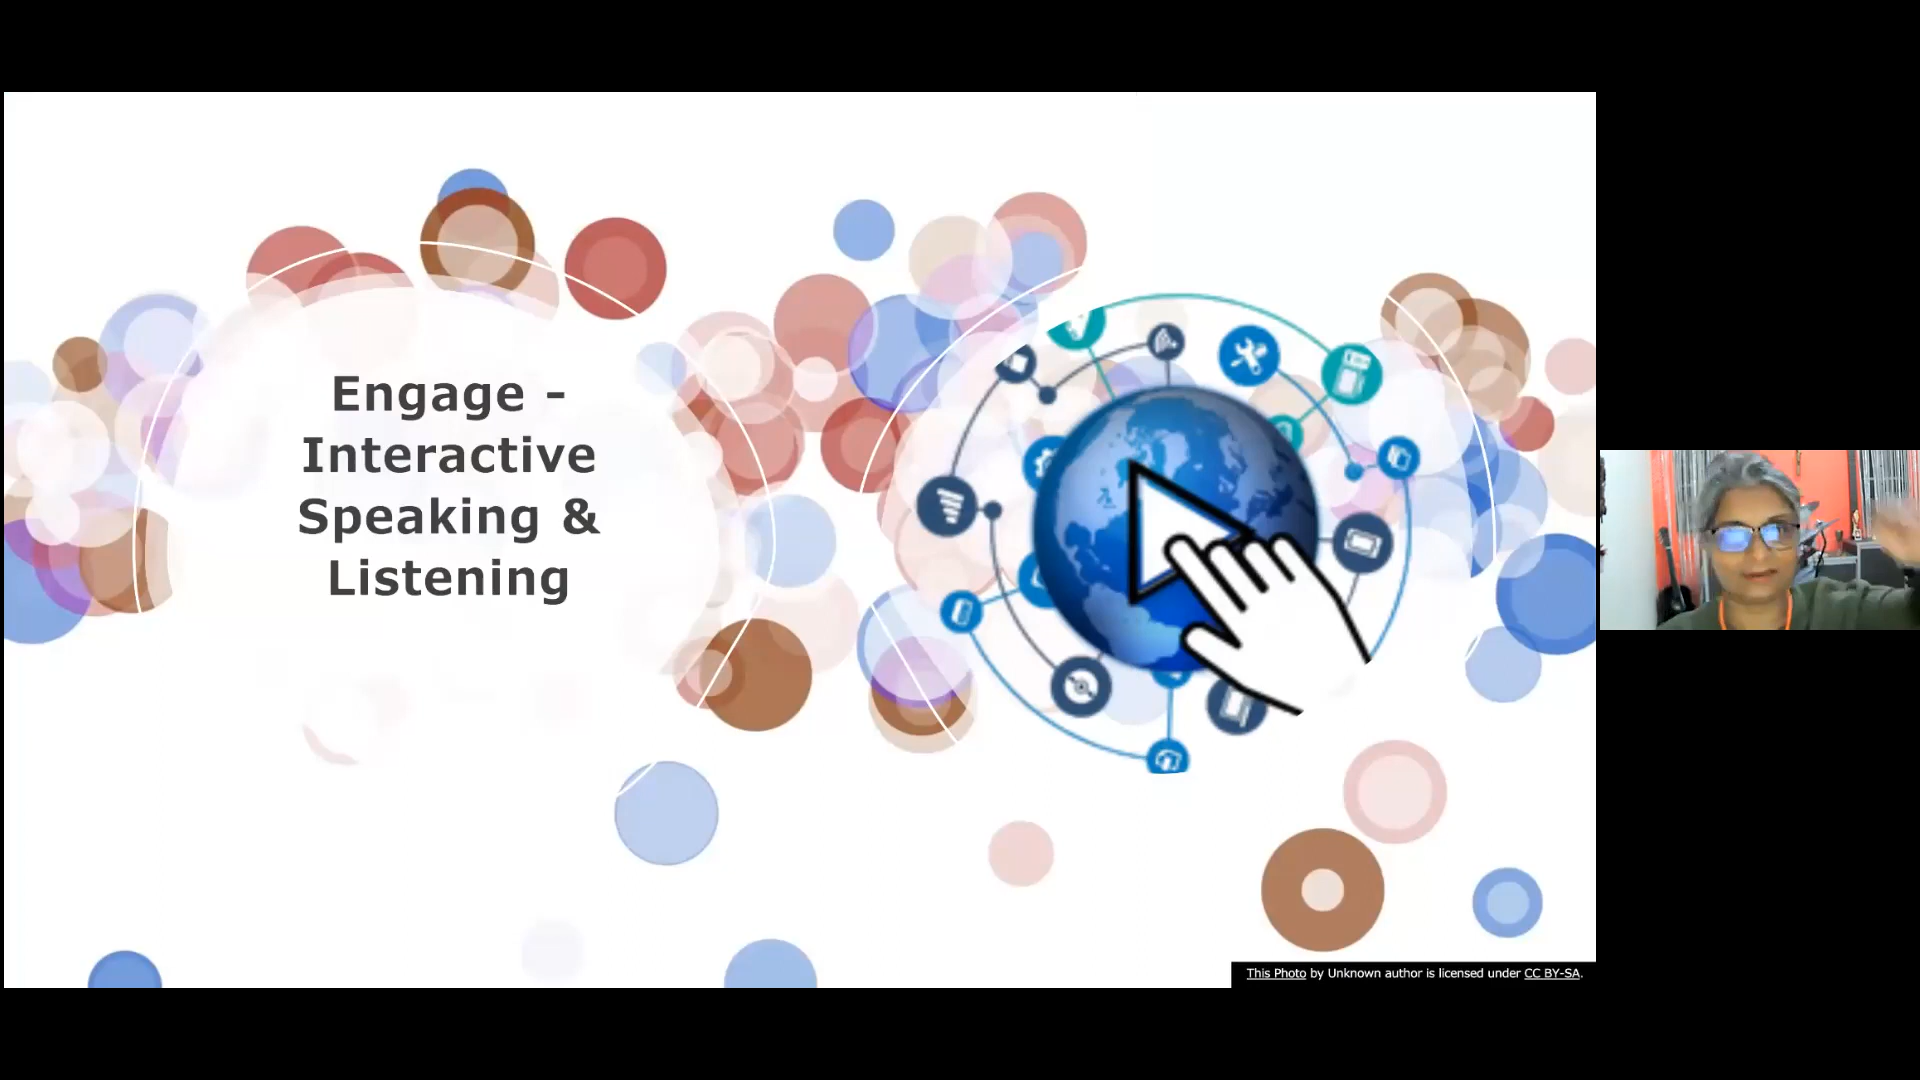 Engage -
Interactive
Speaking &
Listening
This Photo by Unknown author is licensed under CC BY-SA.